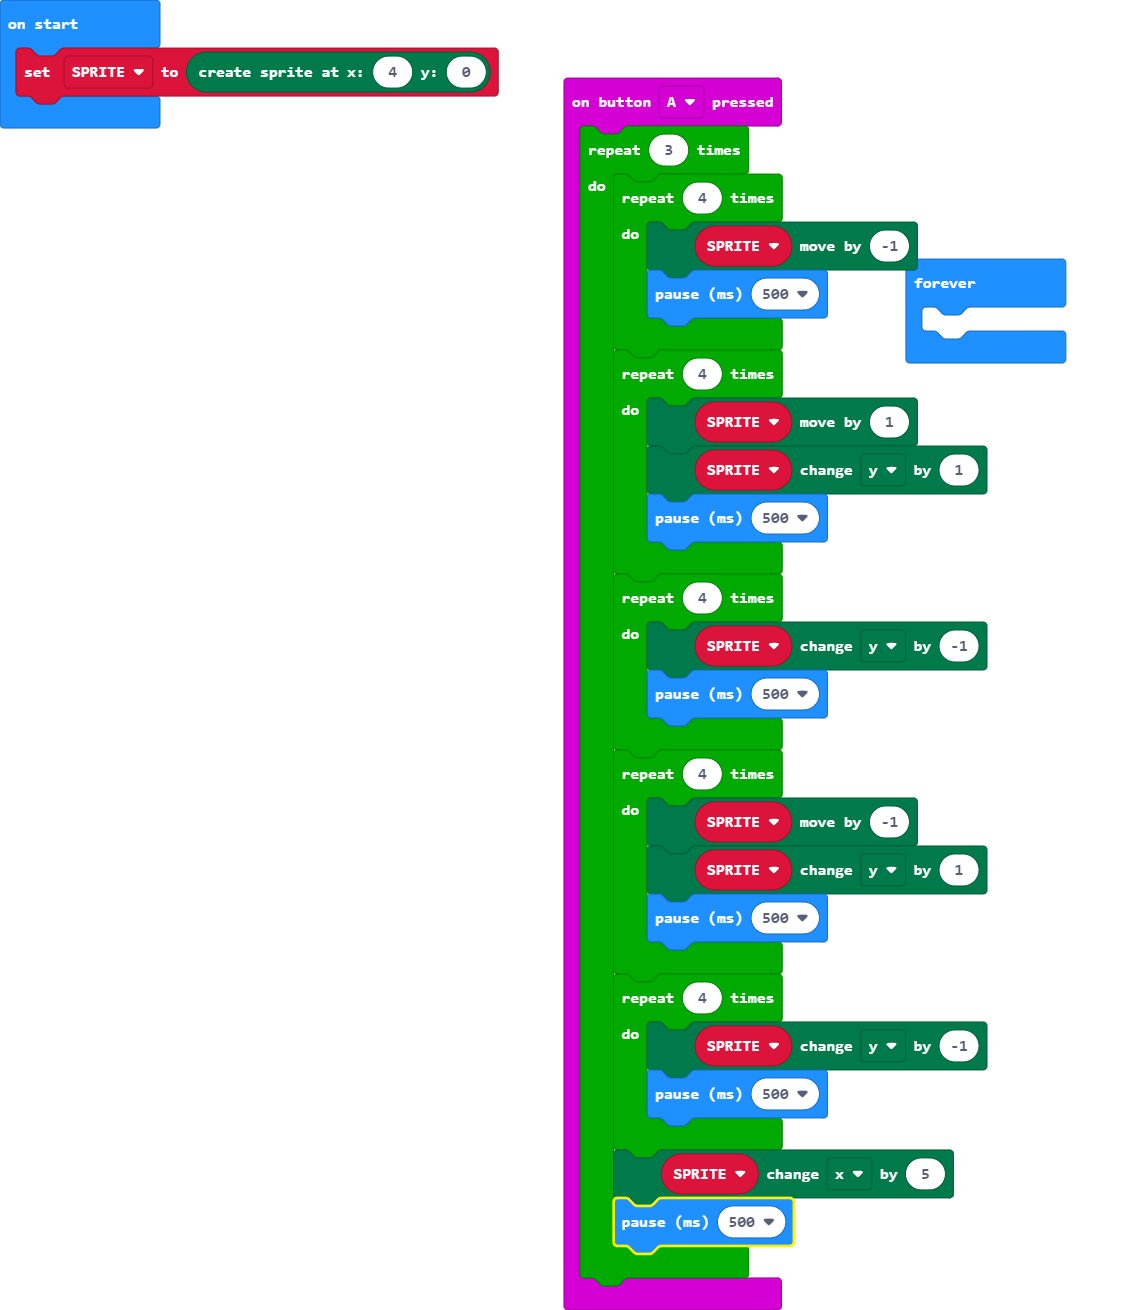 on start
set SPRITE to create sprite at x: 4 y: 0
on button A pressed
repeat 3 times
do
repeat 4 times
do
SPRITE move by -1
pause (ms) 500
forever
repeat 4 times
do
SPRITE move by 1
SPRITE change y by 1
pause (ms) 500
repeat 4 times
do
SPRITE change y by -1
pause (ms) 500
repeat 4 times
do
SPRITE move by -1
SPRITE change y by 1
pause (ms) 500
repeat 4 times
do
SPRITE change y by -1
pause (ms) 500
SPRITE change x by 5
pause (ms) 500